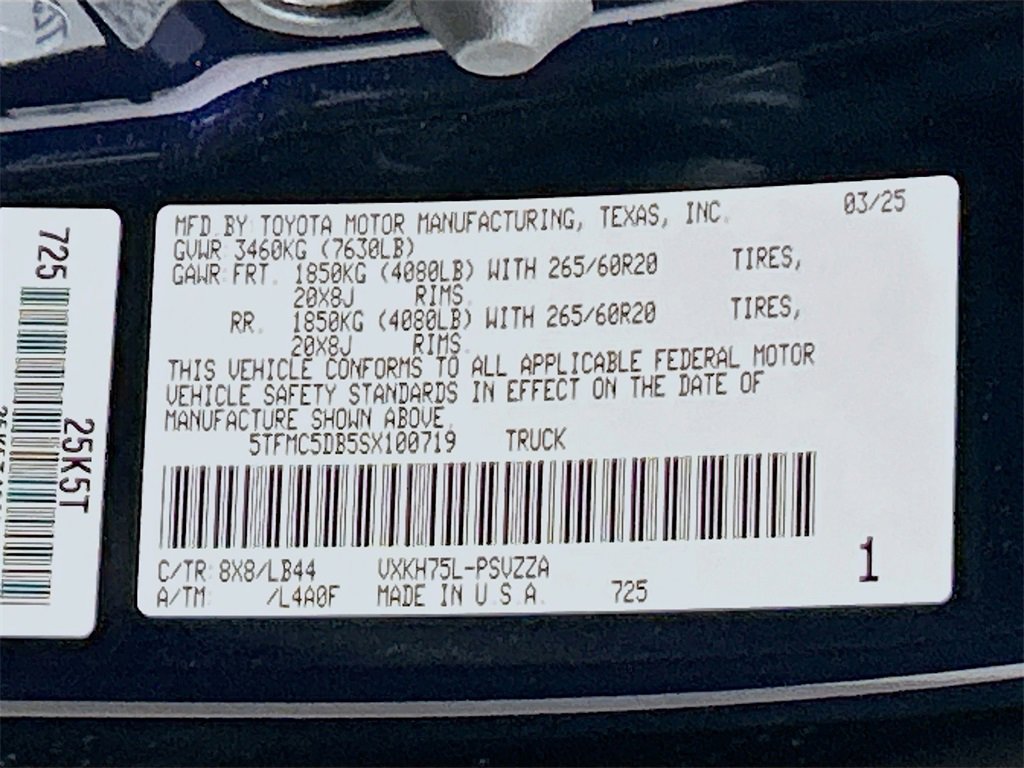 MFD. BY: TOYOTA MOTOR MANUFACTURING, TEXAS, INC. 03/25
GVWR: 3460KG (7630LB)
GAWR:FRT. 1850KG (4080LB) WITH 265/60R20 TIRES,
20X8J RIMS.
RR. 1850KG (4080LB) WITH 265/60R20 TIRES,
20X8J RIMS.
THIS VEHICLE CONFORMS TO ALL APPLICABLE FEDERAL MOTOR
VEHICLE SAFETY STANDARDS IN EFFECT ON THE DATE OF
MANUFACTURE SHOWN ABOVE.
5TFMC5DB5SX100719 TRUCK
C/TR:8X8/LB44 VXKH75L-PSVZZA
A/TM: /L4A0F MADE IN U.S.A. 725
1
725
25K5T